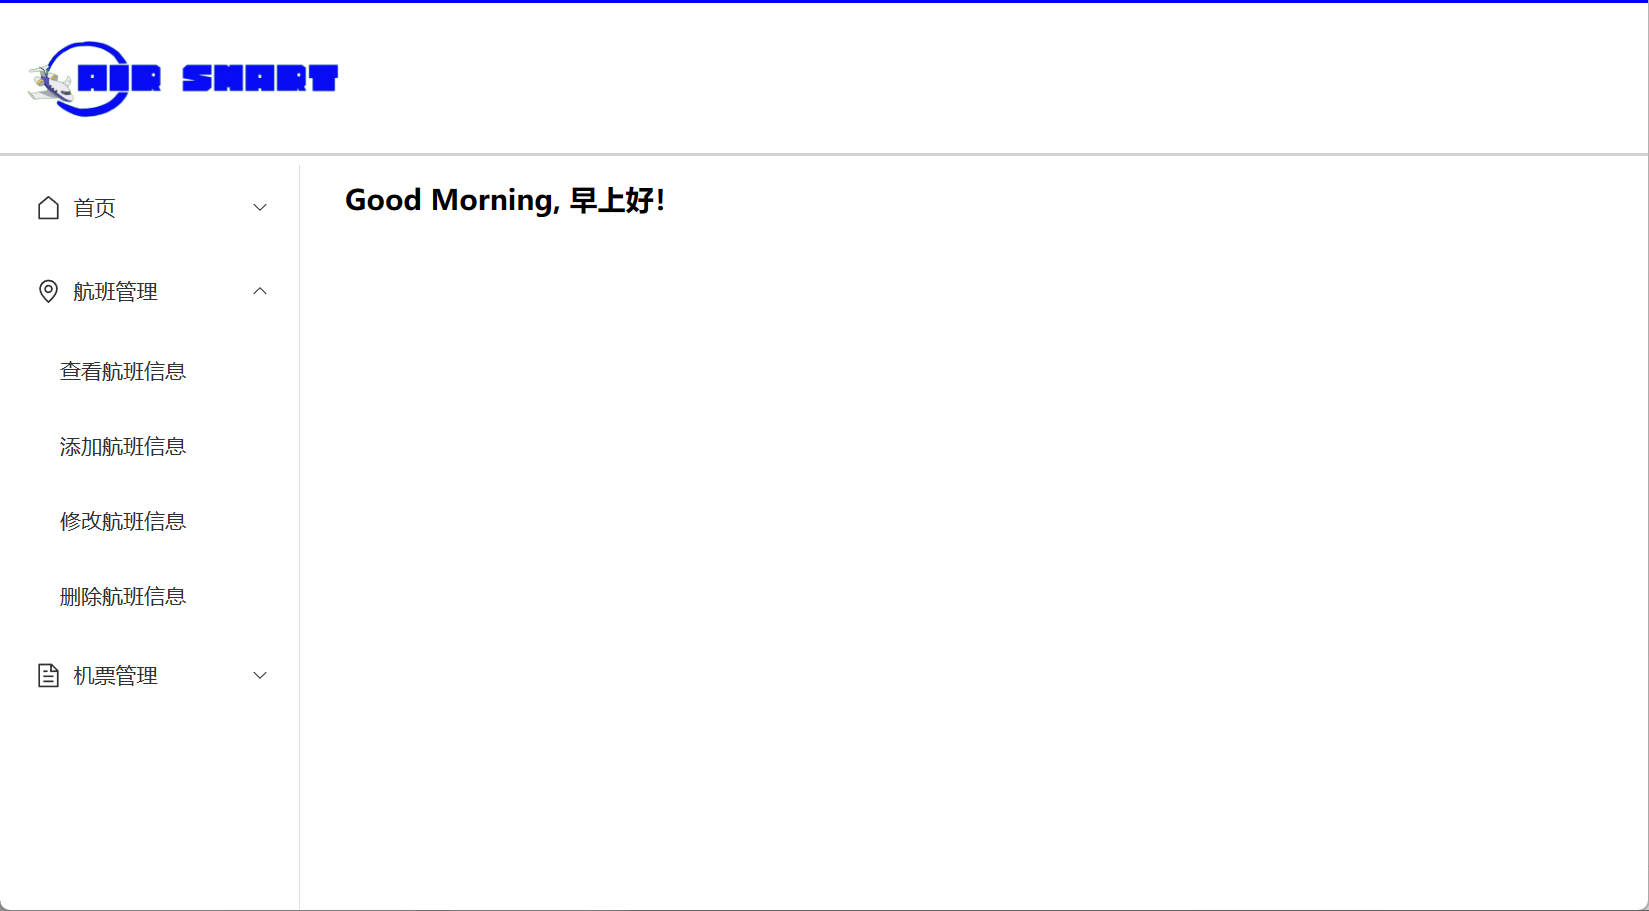 AIR SMART
首页
Good Morning, 早上好！
航班管理
查看航班信息
添加航班信息
修改航班信息
删除航班信息
机票管理